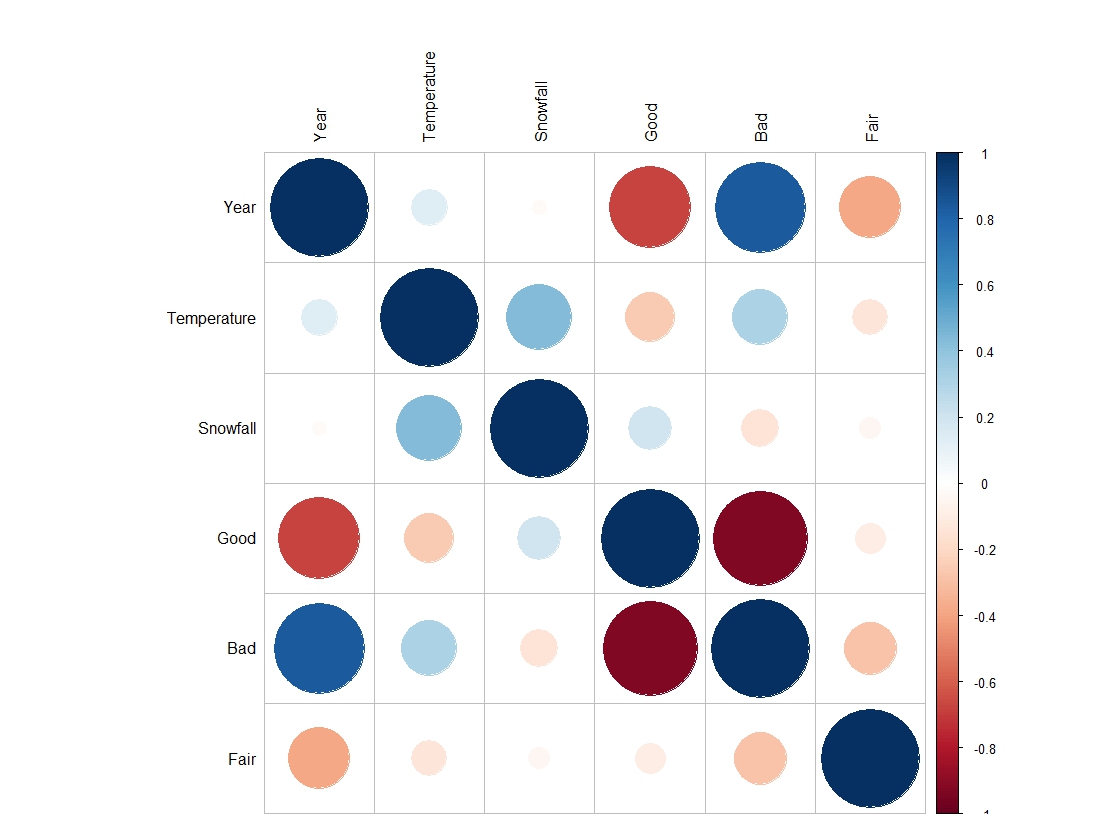 Year
Temperature
Snowfall
Good
Bad
Fair
Year
Temperature
Snowfall
Good
Bad
Fair
1
0.8
0.6
0.4
0.2
0
-0.2
-0.4
-0.6
-0.8
-1